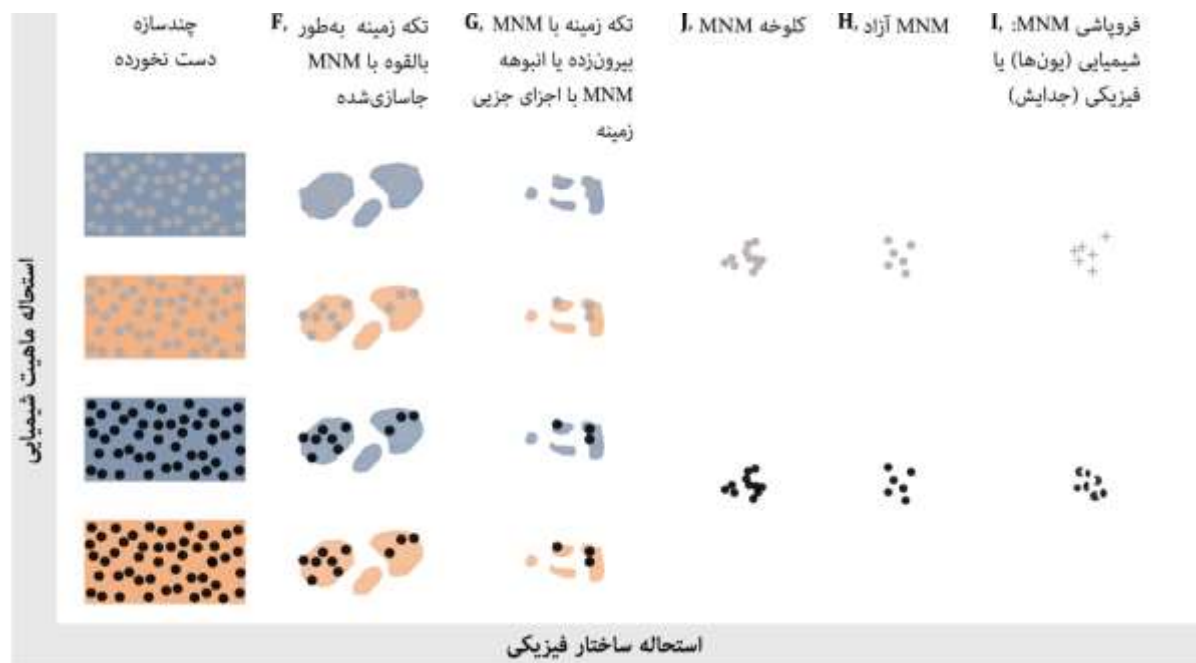 چندسازه
دست نخورده
F, تکه زمینه به‌طور
بالقوه با MNM
جاسازی‌شده
G, تکه زمینه با MNM
بیرون‌زده یا انبوهه
MNM با اجزای جزیی
زمینه
J, کلوخه MNM
H, MNM آزاد
I, فروپاشی MNM:
شیمیایی (یون‌ها) یا
فیزیکی (جدایش)
استحاله ماهیت شیمیایی
استحاله ساختار فیزیکی